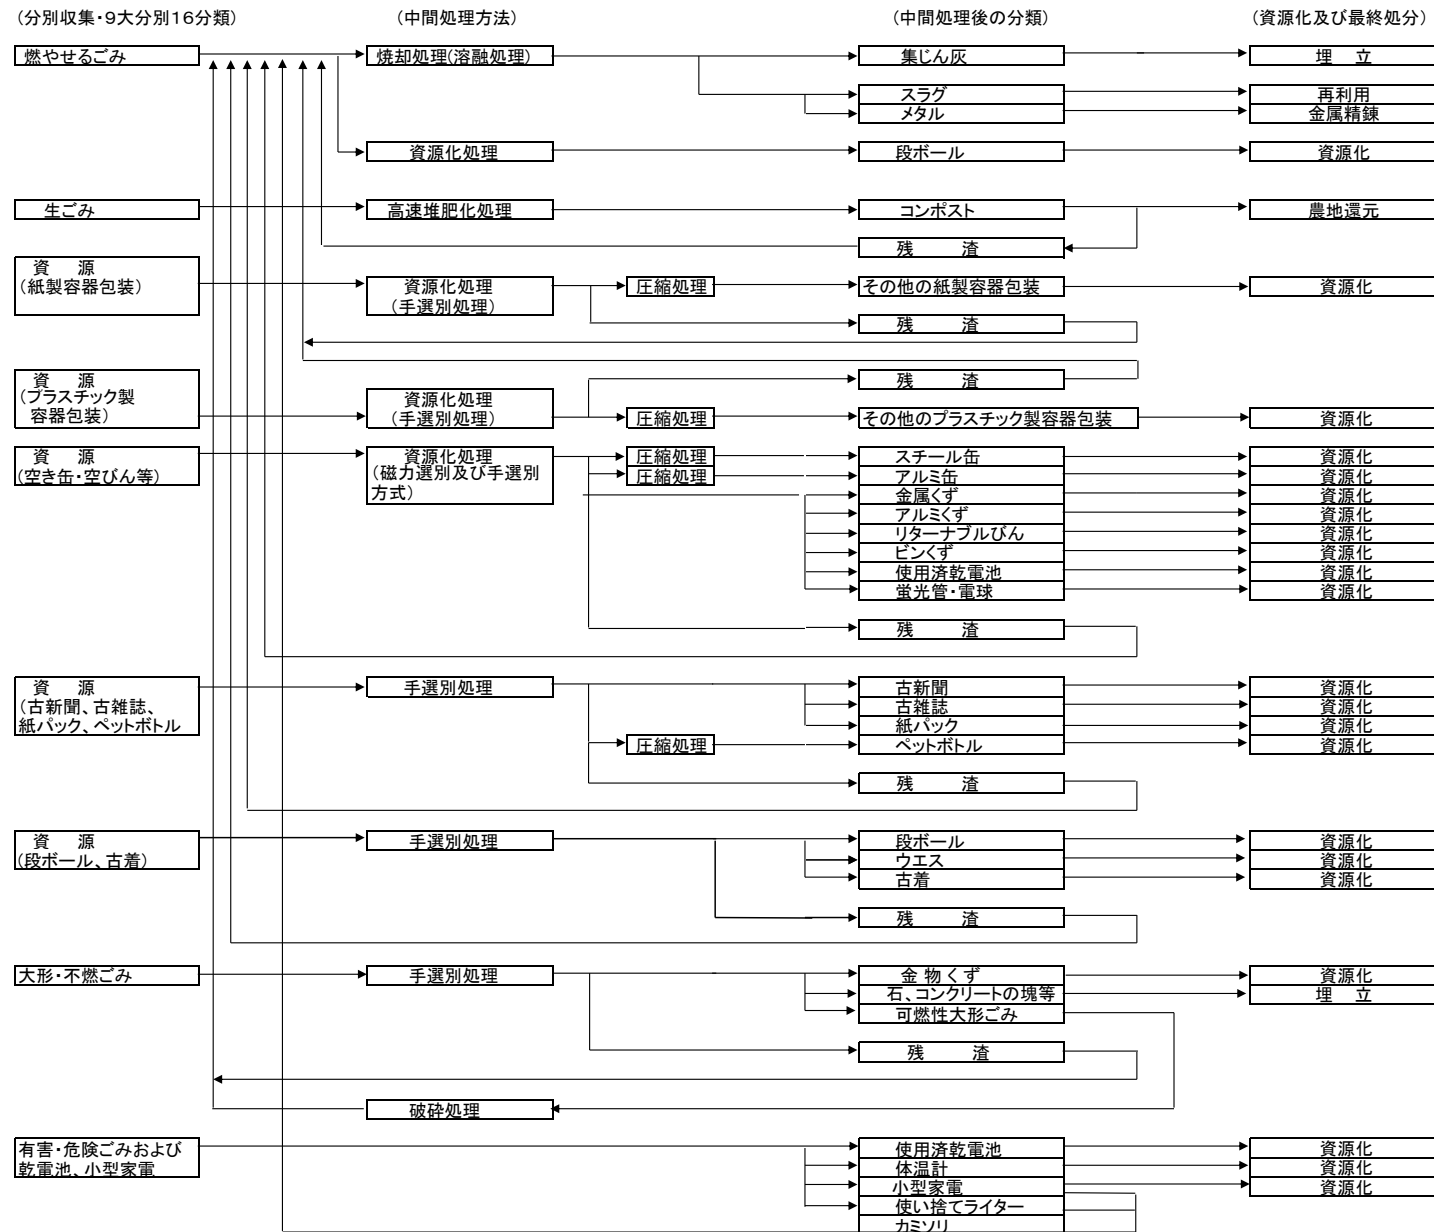 (分別収集・9大分別16分類) (中間処理方法) (中間処理後の分類) (資源化及び最終処分)
燃やせるごみ 焼却処理(溶融処理) 集じん灰 埋 立
スラグ 再利用
メタル 金属精錬
資源化処理 段ボール 資源化
生ごみ 高速堆肥化処理 コンポスト 農地還元
残 渣
資 源
(紙製容器包装)
資源化処理
(手選別処理)
圧縮処理 その他の紙製容器包装 資源化
残 渣
資 源
(プラスチック製
容器包装)
資源化処理
(手選別処理)
残 渣
圧縮処理 その他のプラスチック製容器包装 資源化
資 源
(空き缶・空びん等)
資源化処理
(磁力選別及び手選別
方式)
圧縮処理 スチール缶 資源化
圧縮処理 アルミ缶 資源化
金属くず 資源化
アルミくず 資源化
リターナブルびん 資源化
ビンくず 資源化
使用済乾電池 資源化
蛍光管・電球 資源化
残 渣
資 源
(古新聞、古雑誌、
紙パック、ペットボトル
手選別処理 古新聞 資源化
古雑誌 資源化
紙パック 資源化
圧縮処理 ペットボトル 資源化
残 渣
資 源
(段ボール、古着)
手選別処理 段ボール 資源化
ウエス 資源化
古着 資源化
残 渣
大形・不燃ごみ 手選別処理 金 物 く ず 資源化
石、コンクリートの塊等 埋 立
可燃性大形ごみ
残 渣
破砕処理
有害・危険ごみおよび
乾電池、小型家電
使用済乾電池 資源化
体温計 資源化
小型家電 資源化
使い捨てライター
カミソリ